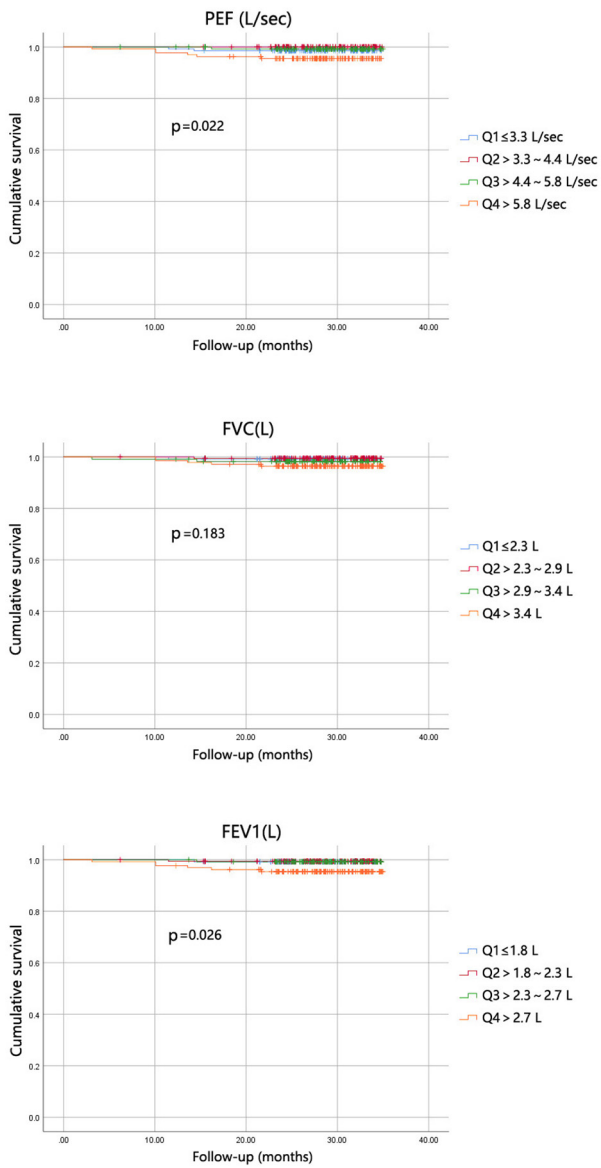 PEF (L/sec)
Cumulative survival
1.0
0.8
0.6
0.4
0.2
0.0
p=0.022
.00 10.00 20.00 30.00 40.00
Follow-up (months)
Q1≤3.3 L/sec
Q2>3.3~4.4 L/sec
Q3>4.4~5.8 L/sec
Q4>5.8 L/sec
FVC(L)
Cumulative survival
1.0
0.8
0.6
0.4
0.2
0.0
p=0.183
.00 10.00 20.00 30.00 40.00
Follow-up (months)
Q1≤2.3 L
Q2>2.3~2.9 L
Q3>2.9~3.4 L
Q4>3.4 L
FEV1(L)
Cumulative survival
1.0
0.8
0.6
0.4
0.2
0.0
p=0.026
.00 10.00 20.00 30.00 40.00
Follow-up (months)
Q1≤1.8 L
Q2>1.8~2.3 L
Q3>2.3~2.7 L
Q4>2.7 L